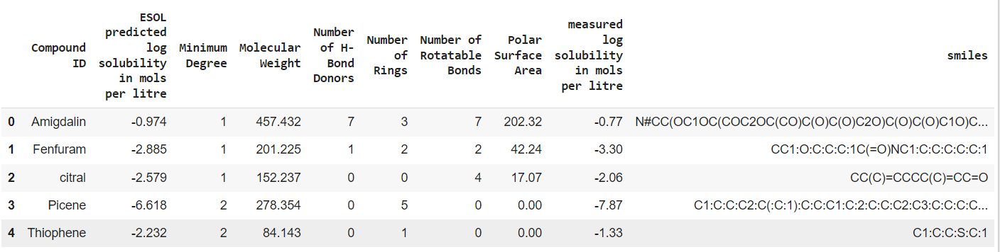 Compound ID ESOL predicted log solubility in mols per litre Minimum Degree Molecular Weight Number of H-Bond Donors Number of Rings Number of Rotatable Bonds Polar Surface Area measured log solubility in mols per litre smiles
0 Amigdalin -0.974 1 457.432 7 3 7 202.32 -0.77 N#CC(OC1OC(COC2OC(CO)C(O)C(O)C2O)C(O)C(O)C1O)C...
1 Fenfuram -2.885 1 201.225 1 2 2 42.24 -3.30 CC1:O:C:C:C:1C(=O)NC1:C:C:C:C:C:1
2 citral -2.579 1 152.237 0 0 4 17.07 -2.06 CC(C)=CCCC(C)=CC=O
3 Picene -6.618 2 278.354 0 5 0 0.00 -7.87 C1:C:C:C2:C(:C:1):C:C:C1:C:2:C:C:C2:C3:C:C:C:C...
4 Thiophene -2.232 2 84.143 0 1 0 0.00 -1.33 C1:C:C:S:C:1